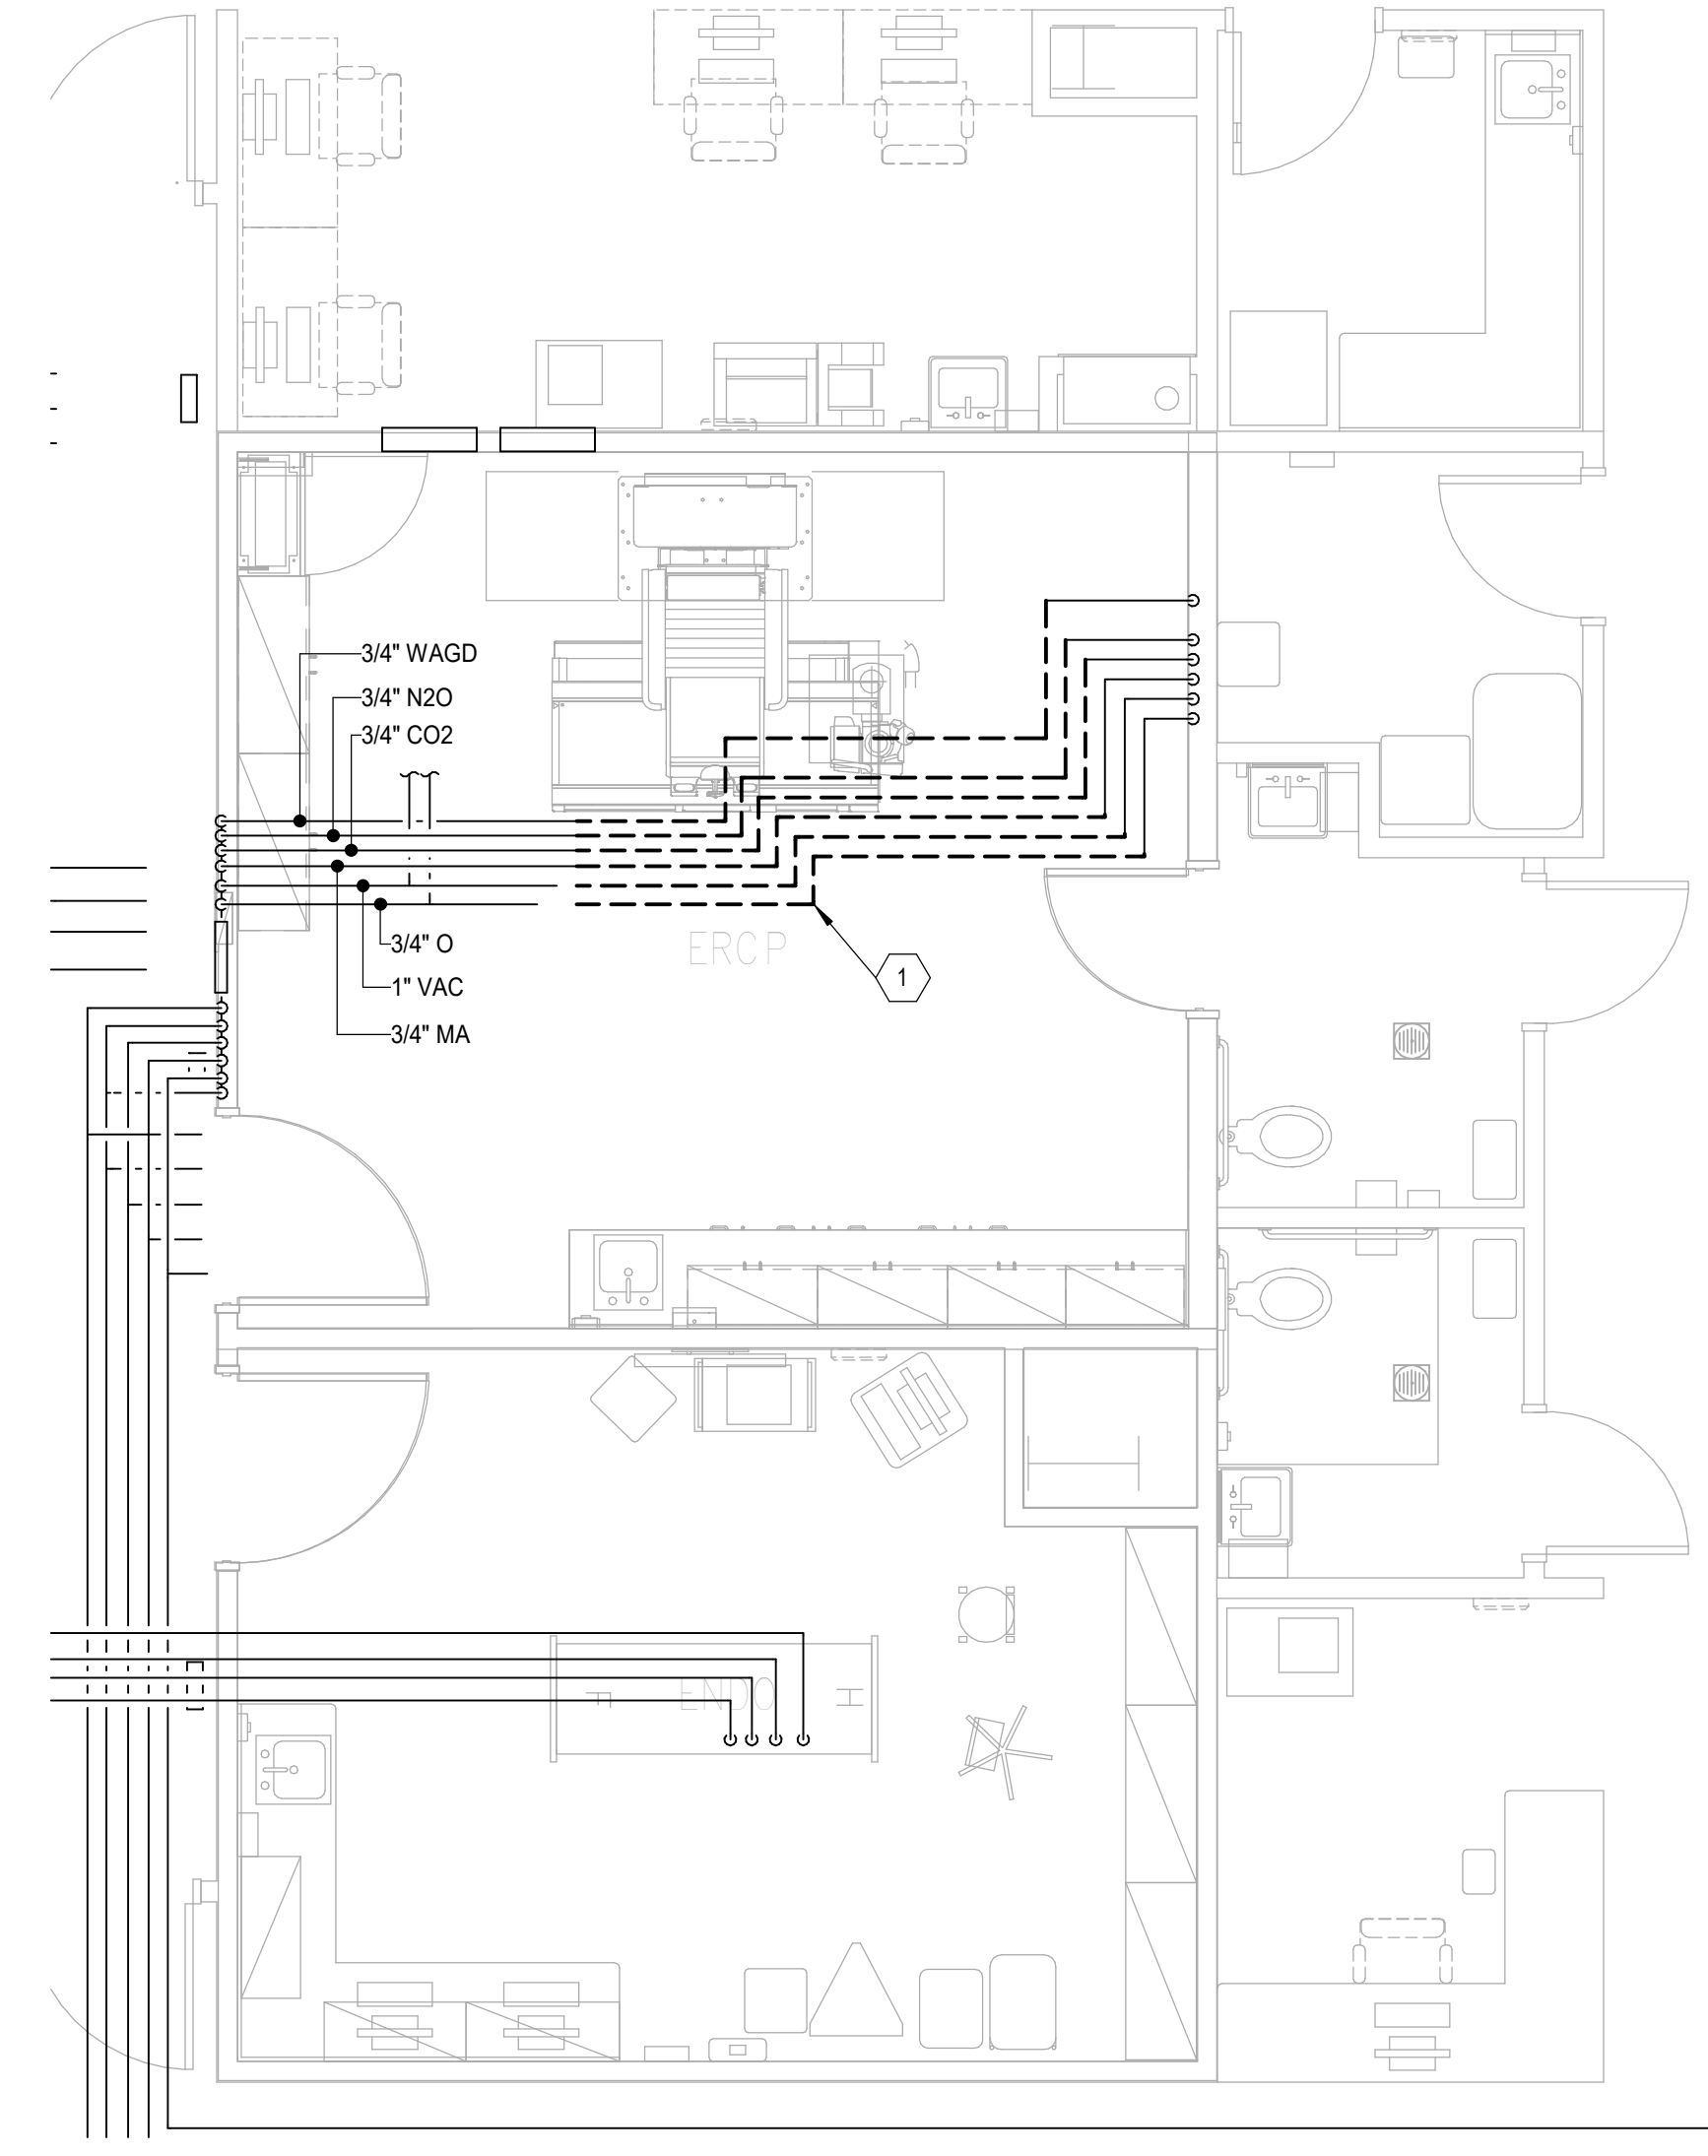 3/4" WAGD
3/4" N2O
3/4" CO2
3/4" O
ERCP
1
1" VAC
3/4" MA
F
ENDO
H